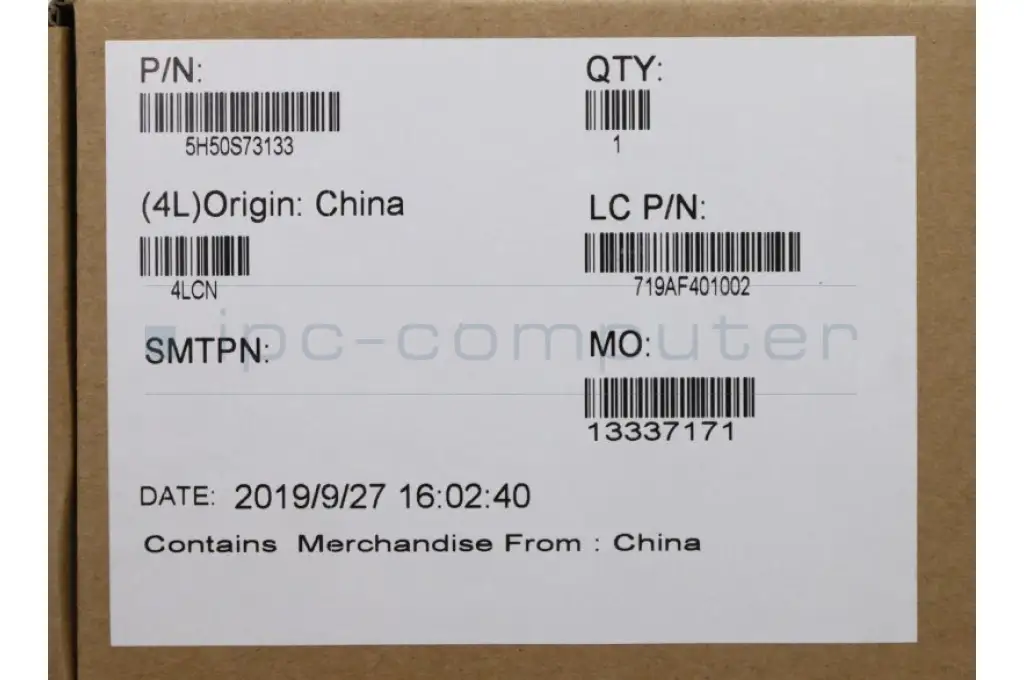 P/N:
5H50S73133
QTY:
1
(4L)Origin: China
4LCN
LC P/N:
719AF401002
ipc-computer
SMTPN:
MO:
13337171
DATE: 2019/9/27 16:02:40
Contains Merchandise From : China